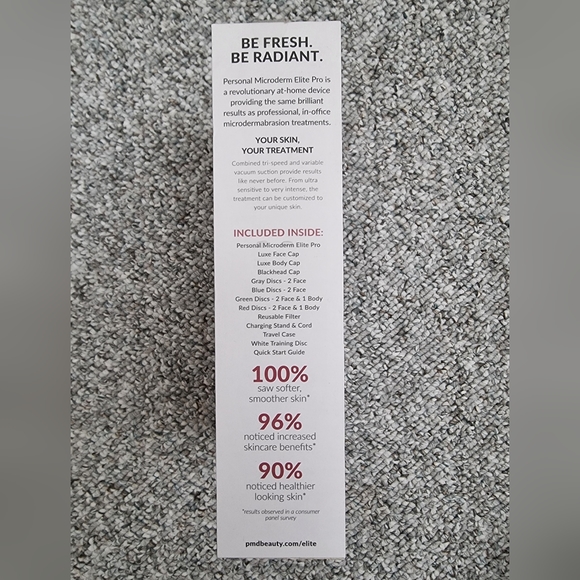 BE FRESH.
BE RADIANT.
Personal Microderm Elite Pro is
a revolutionary at-home device
providing the same brilliant
results as professional, in-office
microdermabrasion treatments.
YOUR SKIN,
YOUR TREATMENT
Combined tri-speed and variable
vacuum suction provide results
like never before. From ultra
sensitive to very intense, the
treatment can be customized to
your unique skin.
INCLUDED INSIDE:
Personal Microderm Elite Pro
Luxe Face Cap
Luxe Body Cap
Blackhead Cap
Gray Discs - 2 Face
Blue Discs - 2 Face
Green Discs - 2 Face & 1 Body
Red Discs - 2 Face & 1 Body
Reusable Filter
Charging Stand & Cord
Travel Case
White Training Disc
Quick Start Guide
100%
saw softer,
smoother skin*
96%
noticed increased
skincare benefits*
90%
noticed healthier
looking skin*
*results observed in a consumer
panel survey
pmdbeauty.com/elite